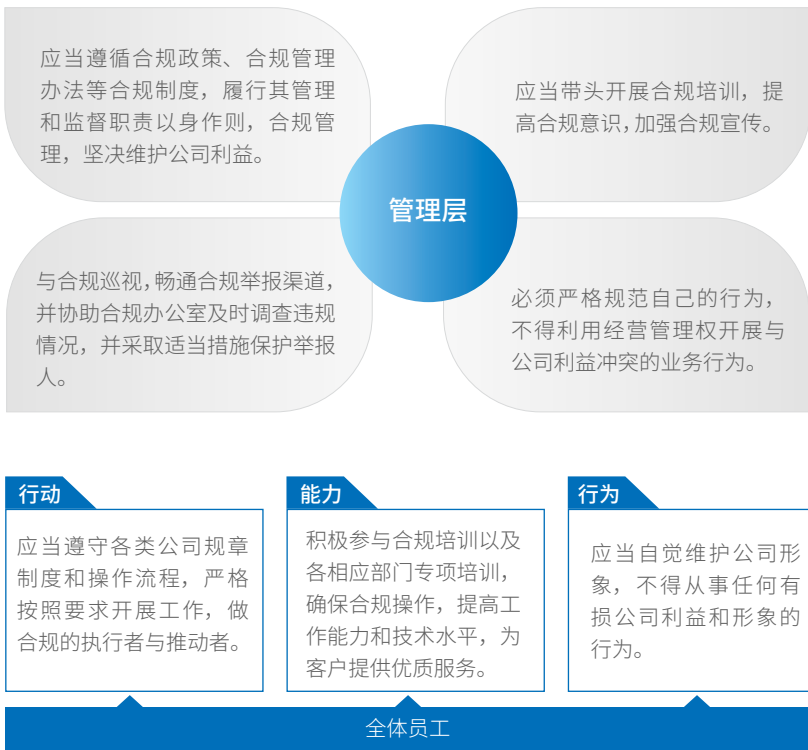 应当遵循合规政策、合规管理
办法等合规制度，履行其管理
和监督职责以身作则，合规管
理，坚决维护公司利益。
应当带头开展合规培训，提
高合规意识，加强合规宣传。
管理层
与合规巡视，畅通合规举报渠道，
并协助合规办公室及时调查违规
情况，并采取适当措施保护举报
人。
必须严格规范自己的行为，
不得利用经营管理权开展与
公司利益冲突的业务行为。
行动
应当遵守各类公司规章
制度和操作流程，严格
按照要求开展工作，做
合规的执行者与推动者。
能力
积极参与合规培训以及
各相应部门专项培训，
确保合规操作，提高工
作能力和技术水平，为
客户提供优质服务。
行为
应当自觉维护公司形
象，不得从事任何有
损公司利益和形象的
行为。
全体员工